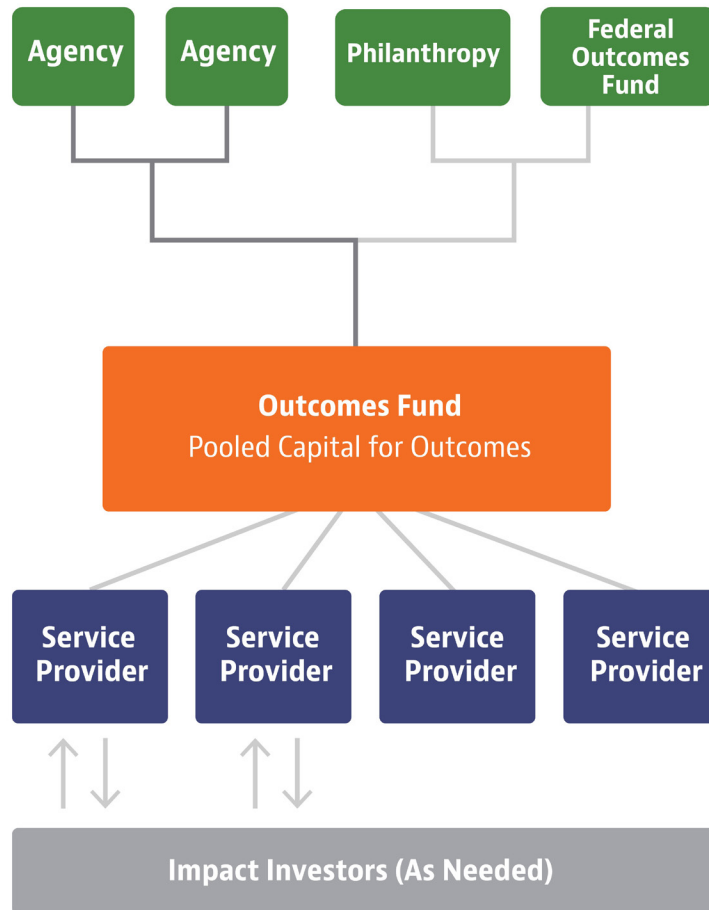 Agency
Agency
Philanthropy
Federal
Outcomes
Fund
Outcomes Fund
Pooled Capital for Outcomes
Service
Provider
Service
Provider
Service
Provider
Service
Provider
Impact Investors (As Needed)